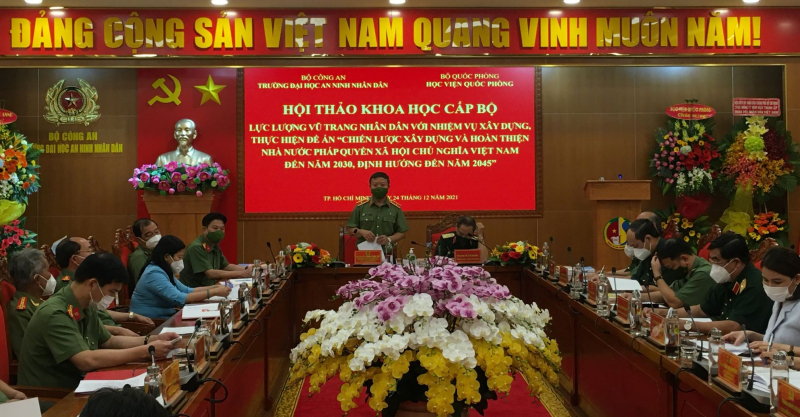 ĐẢNG CỘNG SẢN VIỆT NAM QUANG VINH MUÔN NĂM!
BỘ CÔNG AN
TRƯỜNG ĐẠI HỌC AN NINH NHÂN DÂN
BỘ QUỐC PHÒNG
HỌC VIỆN QUỐC PHÒNG
HỘI THẢO KHOA HỌC CẤP BỘ
LỰC LƯỢNG VŨ TRANG NHÂN DÂN VỚI NHIỆM VỤ XÂY DỰNG,
THỰC HIỆN ĐỀ ÁN “CHIẾN LƯỢC XÂY DỰNG VÀ HOÀN THIỆN
NHÀ NƯỚC PHÁP QUYỀN XÃ HỘI CHỦ NGHĨA VIỆT NAM
ĐẾN NĂM 2030, ĐỊNH HƯỚNG ĐẾN NĂM 2045”
TP. HỒ CHÍ MINH, 24 THÁNG 12 NĂM 2021
BỘ CÔNG AN
ĐẠI HỌC AN NINH NHÂN DÂN